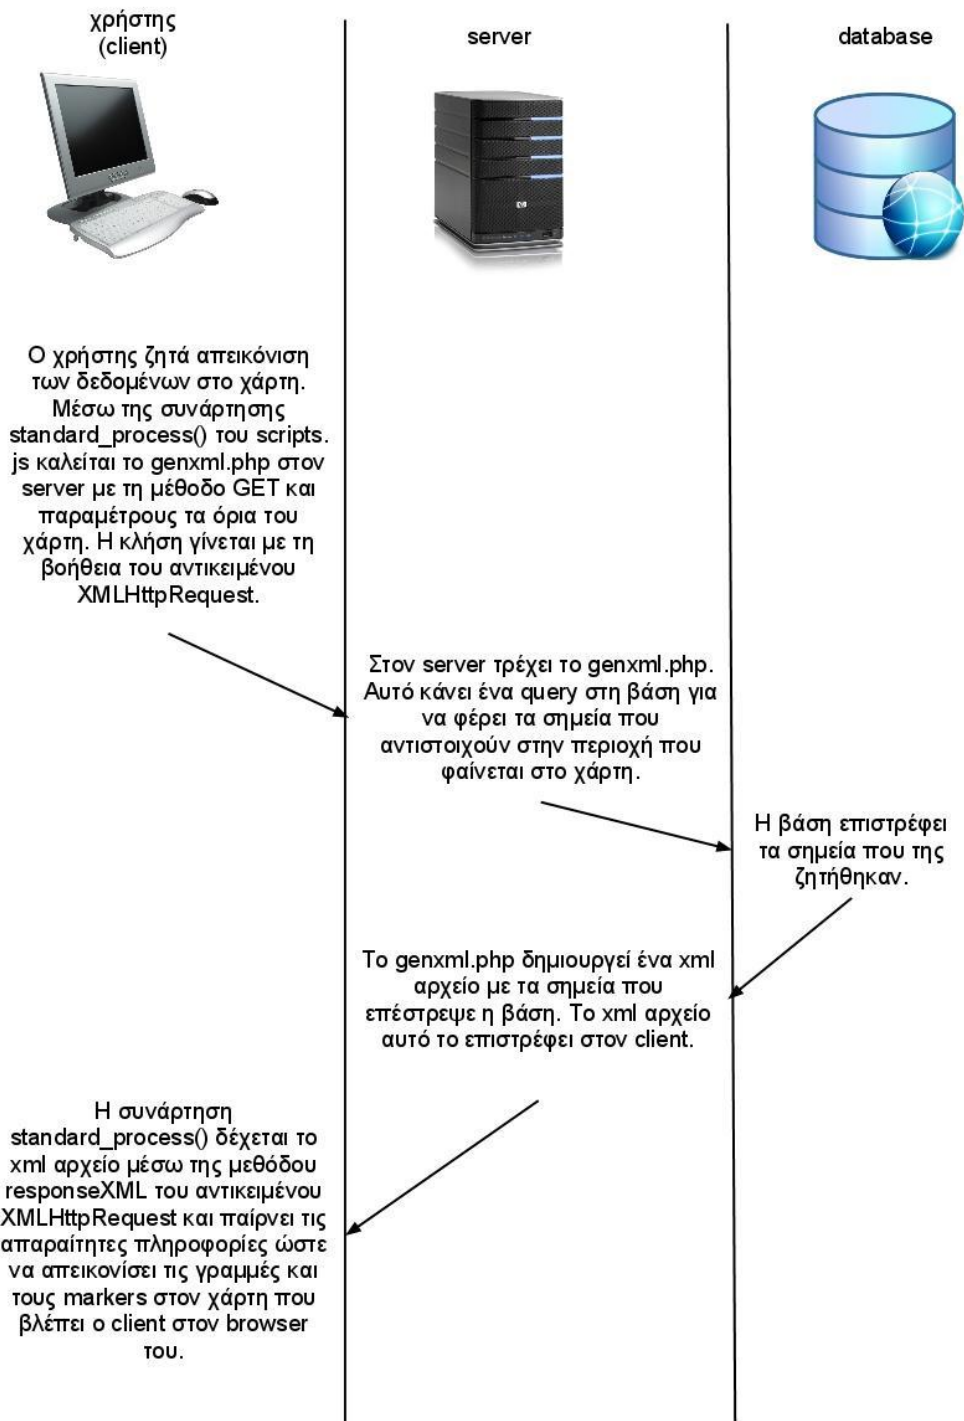 χρήστης
(client)
server
database
Ο χρήστης ζητά απεικόνιση
των δεδομένων στο χάρτη.
Μέσω της συνάρτησης
standard_process() του scripts.
js καλείται το genxml.php στον
server με τη μέθοδο GET και
παραμέτρους τα όρια του
χάρτη. Η κλήση γίνεται με τη
βοήθεια του αντικειμένου
XMLHttpRequest.
Στον server τρέχει το genxml.php.
Αυτό κάνει ένα query στη βάση για
να φέρει τα σημεία που
αντιστοιχούν στην περιοχή που
φαίνεται στο χάρτη.
Η βάση επιστρέφει
τα σημεία που της
ζητήθηκαν.
Το genxml.php δημιουργεί ένα xml
αρχείο με τα σημεία που
επέστρεψε η βάση. Το xml αρχείο
αυτό το επιστρέφει στον client.
Η συνάρτηση
standard_process() δέχεται το
xml αρχείο μέσω της μεθόδου
responseXML του αντικειμένου
XMLHttpRequest και παίρνει τις
απαραίτητες πληροφορίες ώστε
να απεικονίσει τις γραμμές και
τους markers στον χάρτη που
βλέπει ο client στον browser
του.